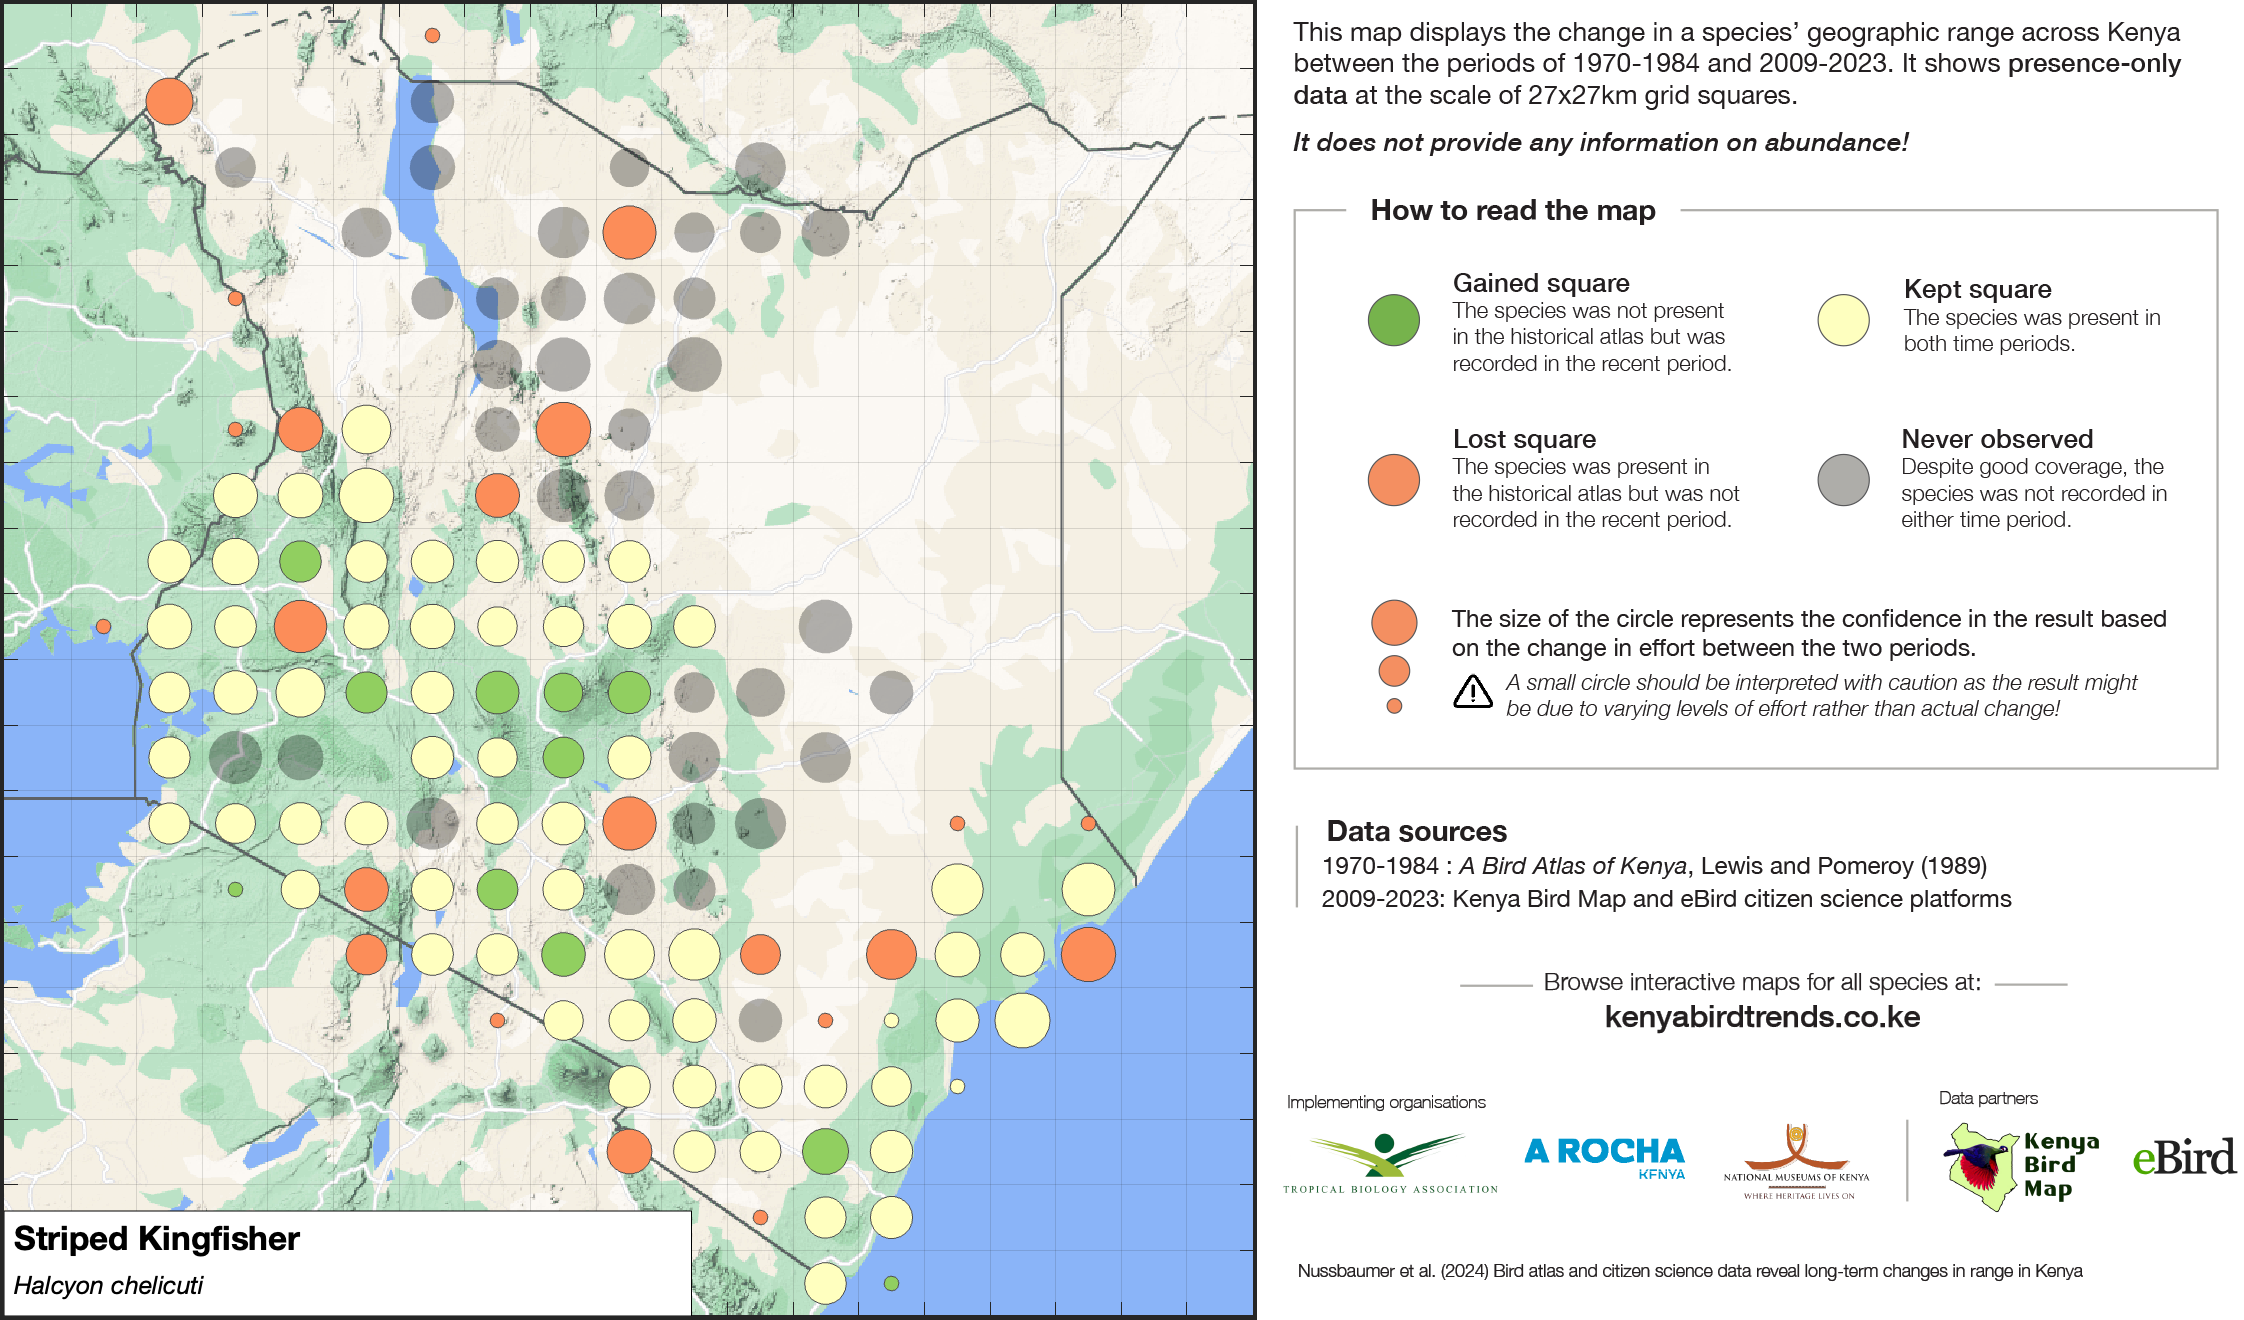 This map displays the change in a species’ geographic range across Kenya
between the periods of 1970-1984 and 2009-2023. It shows presence-only
data at the scale of 27x27km grid squares.
It does not provide any information on abundance!
How to read the map
Gained square
The species was not present
in the historical atlas but was
recorded in the recent period.
Kept square
The species was present in
both time periods.
Lost square
The species was present in
the historical atlas but was not
recorded in the recent period.
Never observed
Despite good coverage, the
species was not recorded in
either time period.
The size of the circle represents the confidence in the result based
on the change in effort between the two periods.
A small circle should be interpreted with caution as the result might
be due to varying levels of effort rather than actual change!
Data sources
1970-1984 : A Bird Atlas of Kenya, Lewis and Pomeroy (1989)
2009-2023: Kenya Bird Map and eBird citizen science platforms
Browse interactive maps for all species at:
kenyabirdtrends.co.ke
Implementing organisations
Data partners
TROPICAL BIOLOGY ASSOCIATION
A ROCHA
KENYA
NATIONAL MUSEUMS OF KENYA
WHERE HERITAGE LIVES ON
Kenya
Bird
Map
eBird
Nussbaumer et al. (2024) Bird atlas and citizen science data reveal long-term changes in range in Kenya
Striped Kingfisher
Halcyon chelicuti